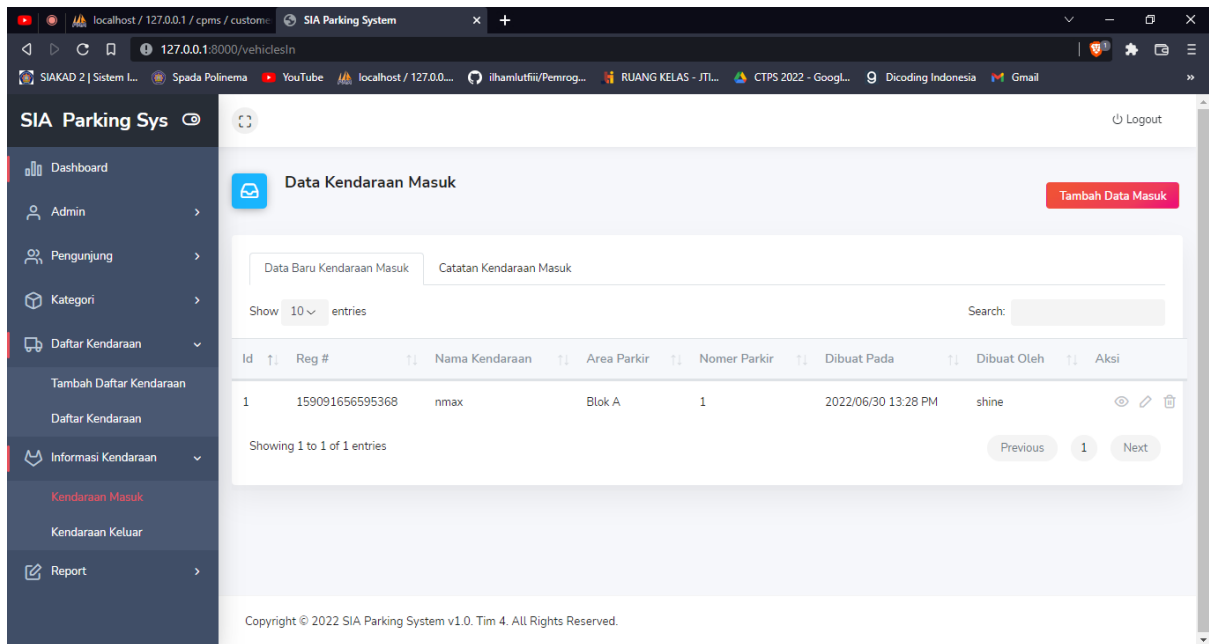 localhost / 127.0.0.1 / cpms / custome
SIA Parking System
127.0.0.1:8000/vehiclesIn
SIAKAD 2 | Sistem I...
Spada Polinema
YouTube
localhost / 127.0.0....
ilhamlutfiii/Pemrog...
RUANG KELAS - JTI...
CTPS 2022 - Googl...
Dicoding Indonesia
Gmail
SIA Parking Sys
Logout
Dashboard
Admin
Pengunjung
Kategori
Daftar Kendaraan
Tambah Daftar Kendaraan
Daftar Kendaraan
Informasi Kendaraan
Kendaraan Masuk
Kendaraan Keluar
Report
Data Kendaraan Masuk
Tambah Data Masuk
Data Baru Kendaraan Masuk
Catatan Kendaraan Masuk
Show 10 entries
Search:
Id Reg # Nama Kendaraan Area Parkir Nomer Parkir Dibuat Pada Dibuat Oleh Aksi
1 159091656595368 nmax Blok A 1 2022/06/30 13:28 PM shine
Showing 1 to 1 of 1 entries
Previous 1 Next
Copyright © 2022 SIA Parking System v1.0. Tim 4. All Rights Reserved.